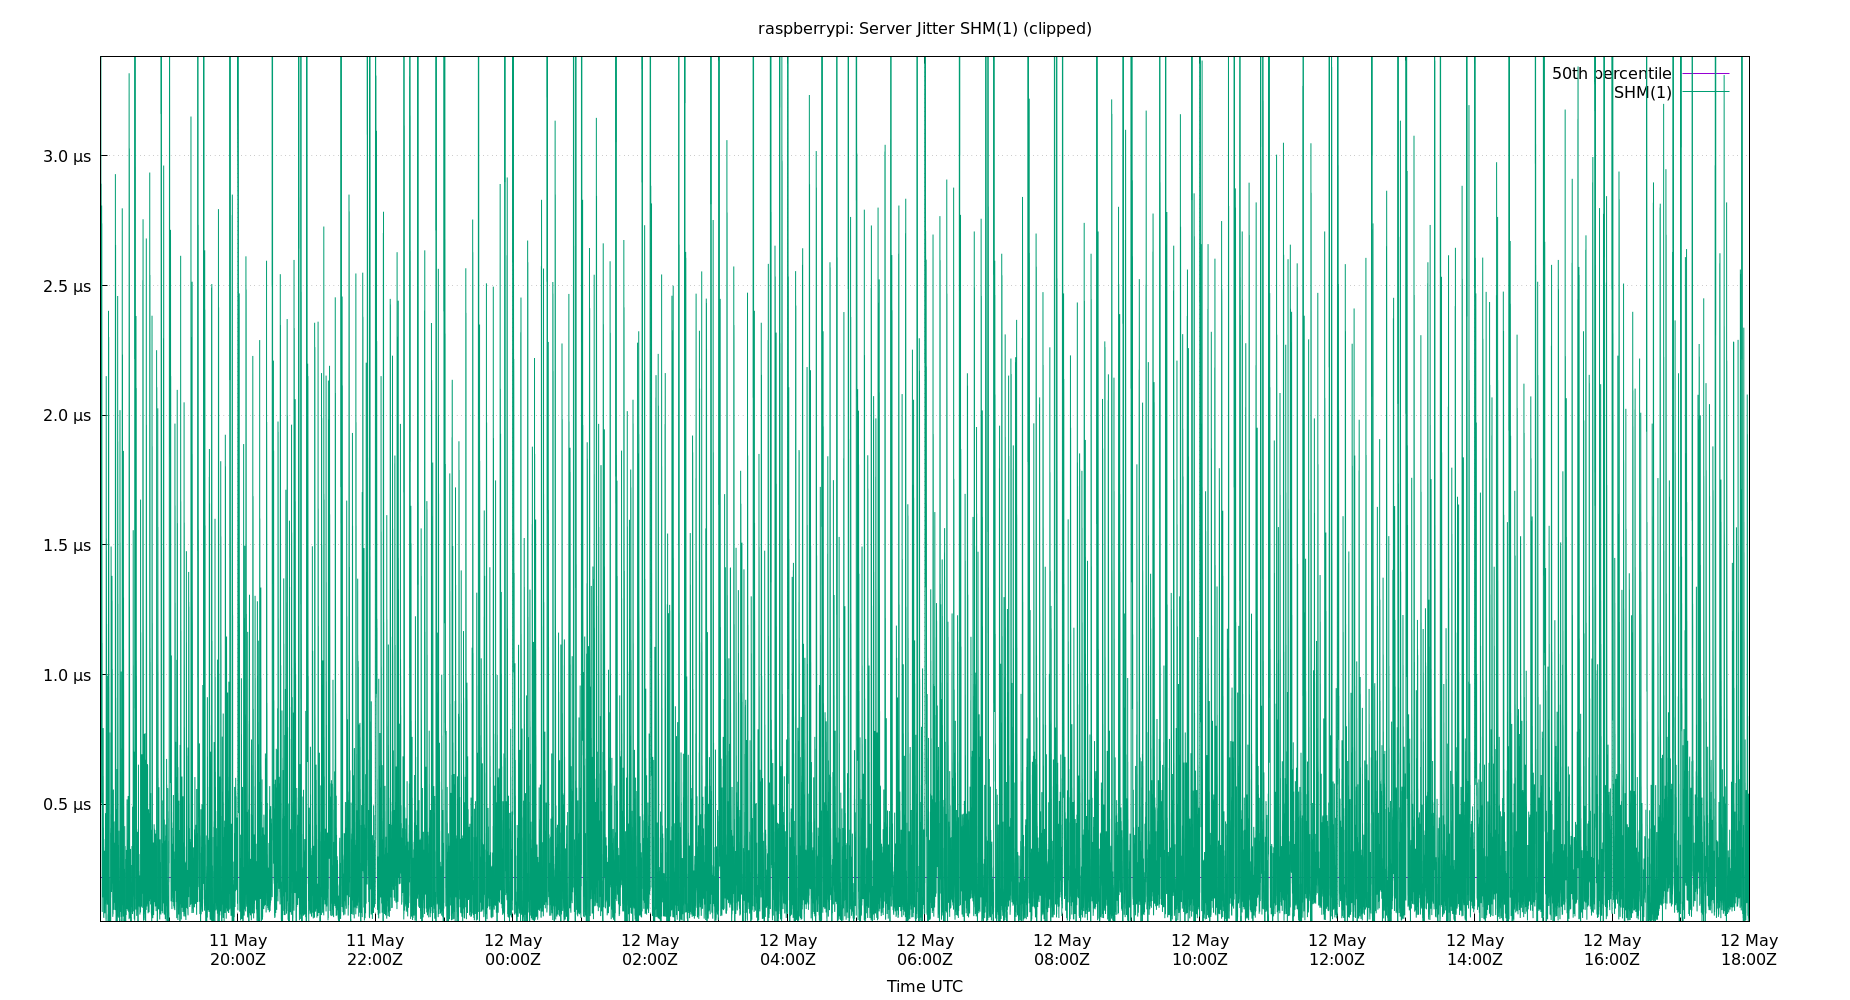 raspberrypi: Server Jitter SHM(1) (clipped)
50th percentile
SHM(1)
3.0 µs
2.5 µs
2.0 µs
1.5 µs
1.0 µs
0.5 µs
11 May 11 May 12 May 12 May 12 May 12 May 12 May 12 May 12 May 12 May 12 May 12 May
20:00Z 22:00Z 00:00Z 02:00Z 04:00Z 06:00Z 08:00Z 10:00Z 12:00Z 14:00Z 16:00Z 18:00Z
Time UTC